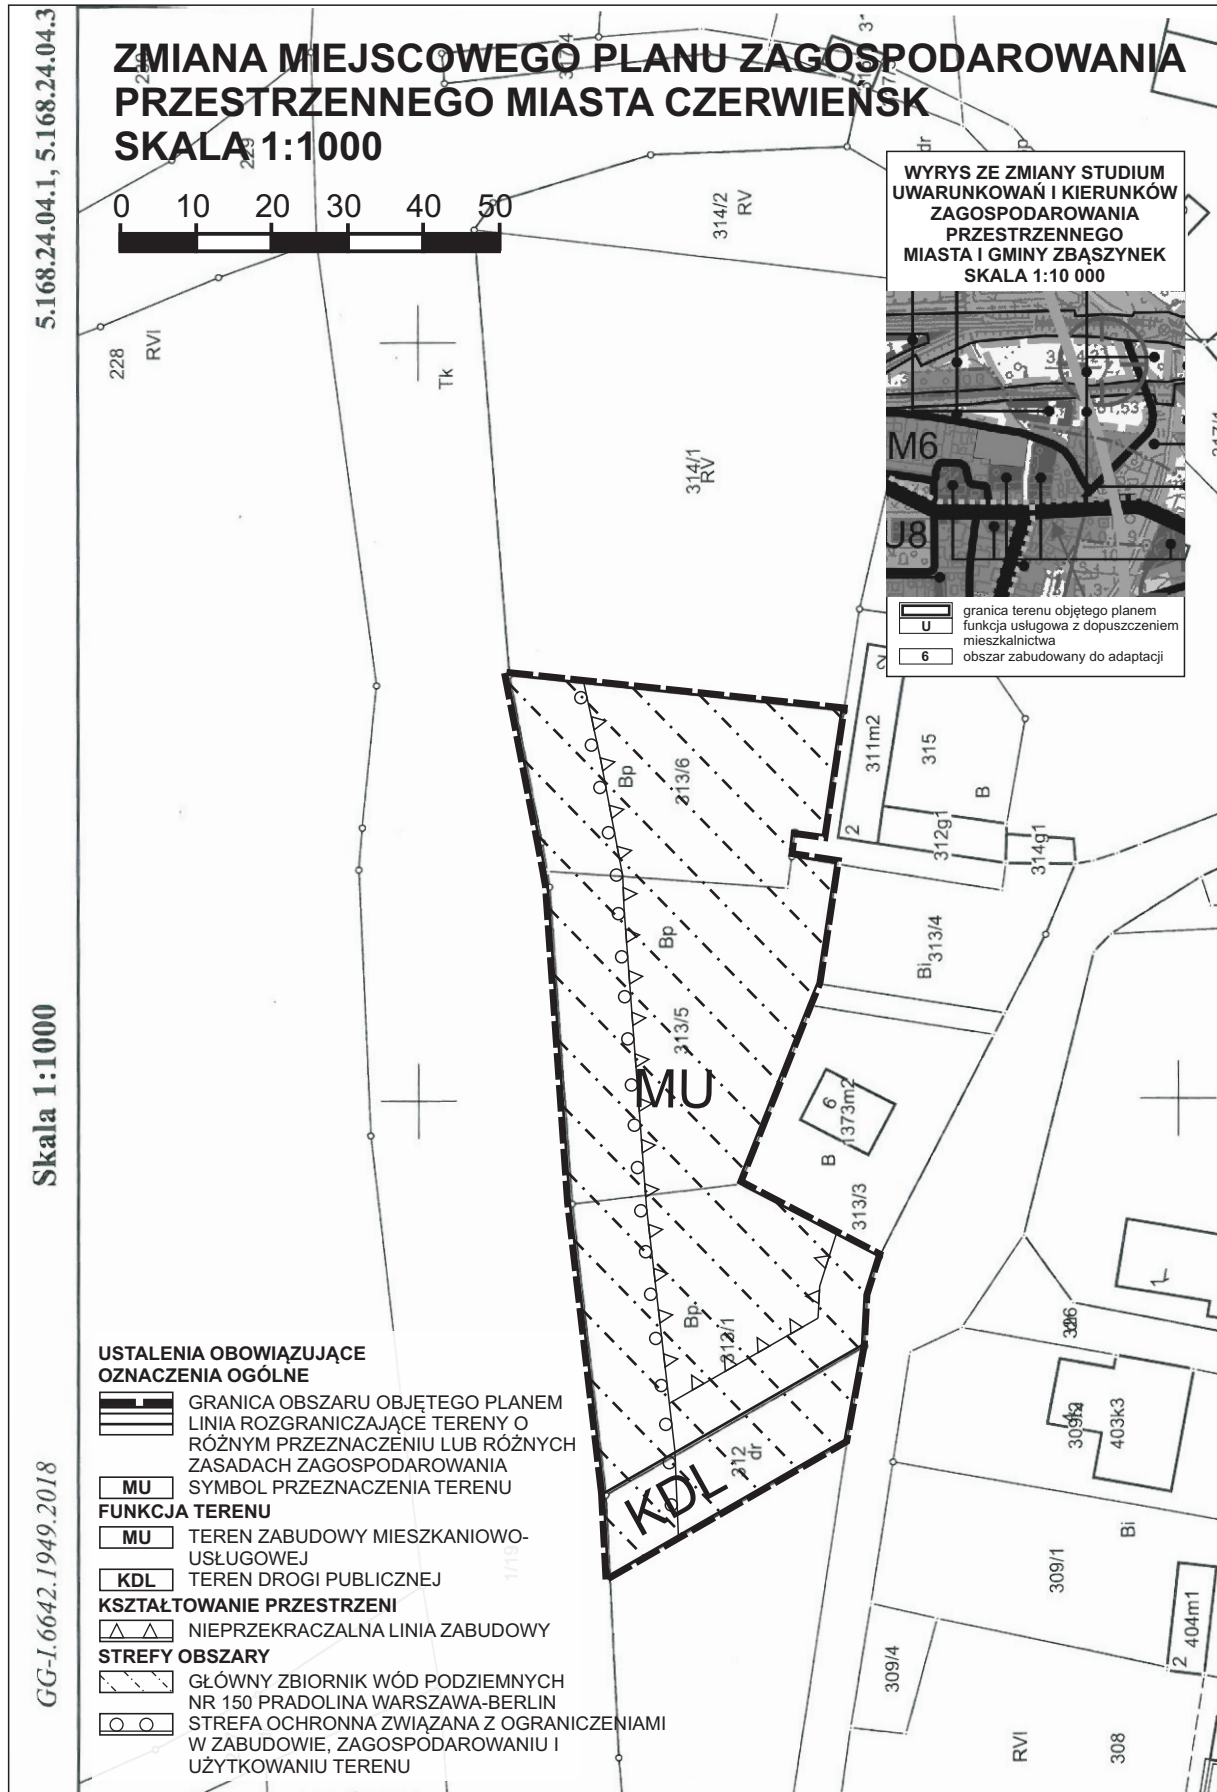 5.168.24.04.1, 5.168.24.04.3
Skala 1:1000
GG-I.6642.1949.2018
ZMIANA MIEJSCOWEGO PLANU ZAGOSPODAROWANIA
PRZESTRZENNEGO MIASTA CZERWIEŃSK
SKALA 1:1000
0 10 20 30 40 50
229
228
RVI
Tk
314/2
RV
dr
314/1
RV
WYRYS ZE ZMIANY STUDIUM
UWARUNKOWAŃ I KIERUNKÓW
ZAGOSPODAROWANIA
PRZESTRZENNEGO
MIASTA I GMINY ZBĄSZYNEK
SKALA 1:10 000
M6
U8
61,53
granica terenu objętego planem
U funkcja usługowa z dopuszczeniem
mieszkalnictwa
6 obszar zabudowany do adaptacji
311m2
2
2
315
B
312g1
314g1
Bp
313/6
Bp
313/5
MU
Bi
313/4
6
1373m2
B
313/3
Bp
313/1
312
dr
KDL
403k3
309/1
Bi
404m1
2
309/4
RVI
308
USTALENIA OBOWIĄZUJĄCE
OZNACZENIA OGÓLNE
GRANICA OBSZARU OBJĘTEGO PLANEM
LINIA ROZGRANICZAJĄCE TERENY O
RÓŻNYM PRZEZNACZENIU LUB RÓŻNYCH
ZASADACH ZAGOSPODAROWANIA
MU SYMBOL PRZEZNACZENIA TERENU
FUNKCJA TERENU
MU TEREN ZABUDOWY MIESZKANIOWO-
USŁUGOWEJ
KDL TEREN DROGI PUBLICZNEJ
KSZTAŁTOWANIE PRZESTRZENI
NIEPRZEKRACZALNA LINIA ZABUDOWY
STREFY OBSZARY
GŁÓWNY ZBIORNIK WÓD PODZIEMNYCH
NR 150 PRADOLINA WARSZAWA-BERLIN
STREFA OCHRONNA ZWIĄZANA Z OGRANICZENIAMI
W ZABUDOWIE, ZAGOSPODAROWANIU I
UŻYTKOWANIU TERENU